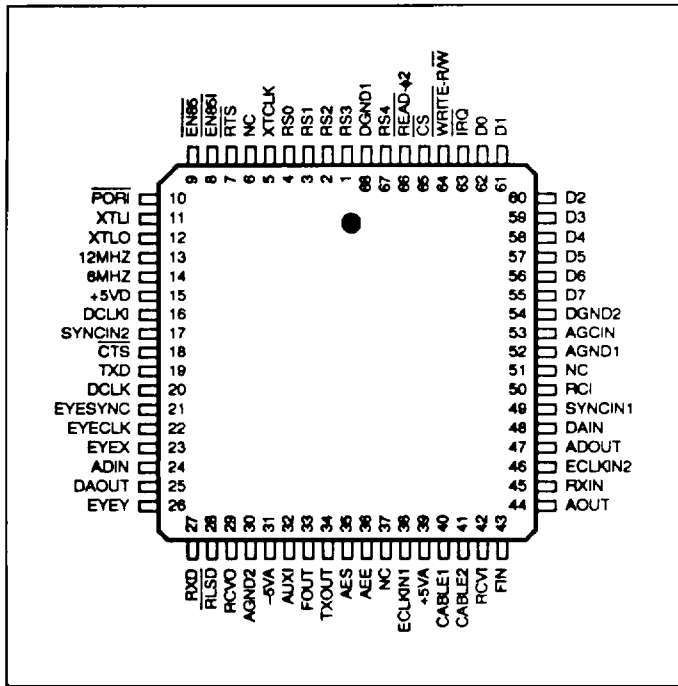 EN85
EN85I
RTS
NC
XTCLK
RS0
RS1
RS2
RS3
DGND1
RS4
READ-φ2
CS
WRITE-R/W
IRQ
D0
D1
9 8 7 6 5 4 3 2 1 68 67 66 65 64 63 62 61
PORI 10
XTLI 11
XTLO 12
12MHZ 13
6MHZ 14
+5VD 15
DCLKI 16
SYNCIN2 17
CTS 18
TXD 19
DCLK 20
EYESYNC 21
EYECLK 22
EYEX 23
ADIN 24
DAOUT 25
EYEY 26
60 D2
59 D3
58 D4
57 D5
56 D6
55 D7
54 DGND2
53 AGCIN
52 AGND1
51 NC
50 RCI
49 SYNCIN1
48 DAIN
47 ADOUT
46 ECLKIN2
45 RXIN
44 AOUT
27 28 29 30 31 32 33 34 35 36 37 38 39 40 41 42 43
RXD
RLSD
RCVO
AGND2
-5VA
AUXI
FOUT
TXOUT
AES
AEE
NC
ECLKIN1
+5VA
CABLE1
CABLE2
RCVI
FIN